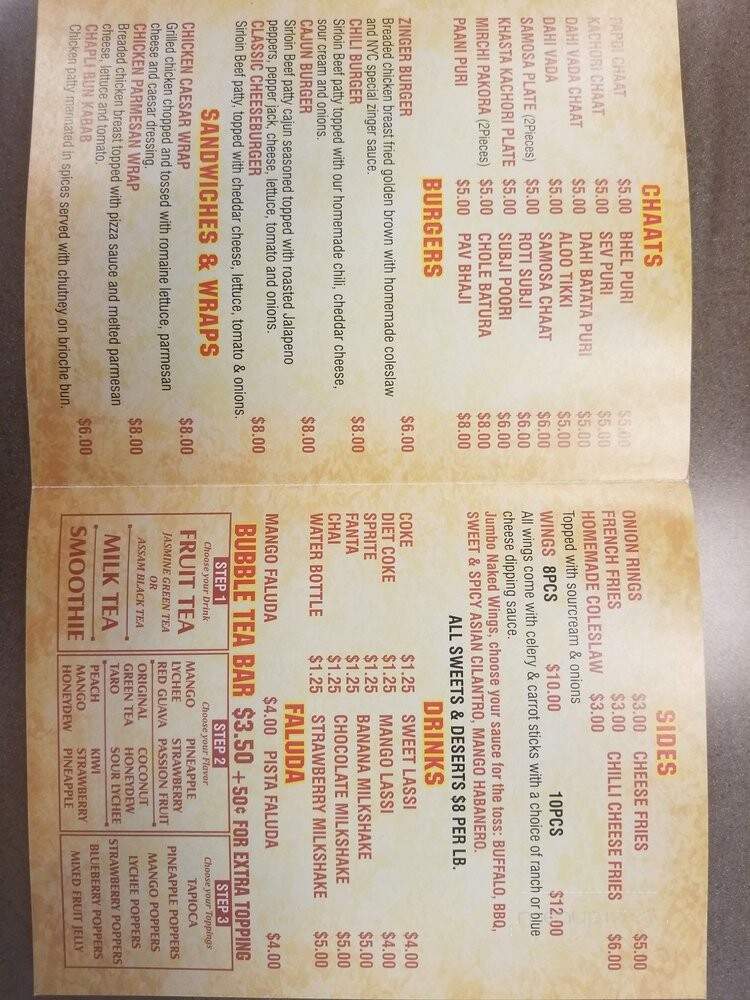 CHAATS
PAPDI CHAAT $5.00 BHEL PURI $5.00
KACHORI CHAAT $5.00 SEV PURI $5.00
DAHI VADA CHAAT $5.00 DAHI BATATA PURI $5.00
DAHI VADA $5.00 ALOO TIKKI $5.00
SAMOSA PLATE (2Pieces) $5.00 SAMOSA CHAAT $6.00
KHASTA KACHORI PLATE $5.00 ROTI SUBJI $6.00
MIRCHI PAKORA (2Pieces) $5.00 SUBJI POORI $6.00
PAANI PURI $5.00 CHOLE BATURA $8.00
PAV BHAJI $8.00
BURGERS
ZINGER BURGER $6.00
Breaded chicken breast fried golden brown with homemade coleslaw
and NYC special zinger sauce.
CHILI BURGER $8.00
Sirloin Beef patty topped with our homemade chili, cheddar cheese,
sour cream and onions.
CAJUN BURGER $8.00
Sirloin Beef patty cajun seasoned topped with roasted Jalapeno
peppers, pepper jack, cheese, lettuce, tomato and onions.
CLASSIC CHEESEBURGER $8.00
Sirloin Beef patty, topped with cheddar cheese, lettuce, tomato & onions.
SANDWICHES & WRAPS
CHICKEN CAESAR WRAP $8.00
Grilled chicken chopped and tossed with romaine lettuce, parmesan
cheese and caesar dressing.
CHICKEN PARMESAN WRAP $8.00
Breaded chicken breast topped with pizza sauce and melted parmesan
cheese, lettuce and tomato.
CHAPLI BUN KABAB $6.00
Chicken patty merinated in spices served with chutney on brioche bun.
SIDES
ONION RINGS $3.00 CHEESE FRIES $5.00
FRENCH FRIES $3.00 CHILLI CHEESE FRIES $6.00
HOMEMADE COLESLAW $3.00
Topped with sourcream & onions
WINGS 8PCS $10.00 10PCS $12.00
All wings come with celery & carrot sticks with a choice of ranch or blue
cheese dipping sauce.
Jumbo Naked Wings, choose your sauce for the toss: BUFFALO, BBQ,
SWEET & SPICY ASIAN CILANTRO, MANGO HABANERO.
ALL SWEETS & DESERTS $8 PER LB.
DRINKS
COKE $1.25 SWEET LASSI $4.00
DIET COKE $1.25 MANGO LASSI $4.00
SPRITE $1.25 BANANA MILKSHAKE $5.00
FANTA $1.25 CHOCOLATE MILKSHAKE $5.00
CHAI $1.25 STRAWBERRY MILKSHAKE $5.00
WATER BOTTLE $1.25
FALUDA
MANGO FALUDA $4.00 PISTA FALUDA $4.00
BUBBLE TEA BAR $3.50 + 50¢ FOR EXTRA TOPPING
STEP 1
Choose your Drink
FRUIT TEA
JASMINE GREEN TEA
OR
ASSAM BLACK TEA
MILK TEA
SMOOTHIE
STEP 2
Choose your Flavor
MANGO PINEAPPLE
LYCHEE STRAWBERRY
RED GUAVA PASSION FRUIT
ORIGINAL COCONUT
GREEN TEA HONEYDEW
TARO SOUR LYCHEE
PEACH KIWI
MANGO STRAWBERRY
HONEYDEW PINEAPPLE
STEP 3
Choose your Toppings
TAPIOCA
PINEAPPLE POPPERS
MANGO POPPERS
LYCHEE POPPERS
STRAWBERRY POPPERS
BLUEBERRY POPPERS
MIXED FRUIT JELLY